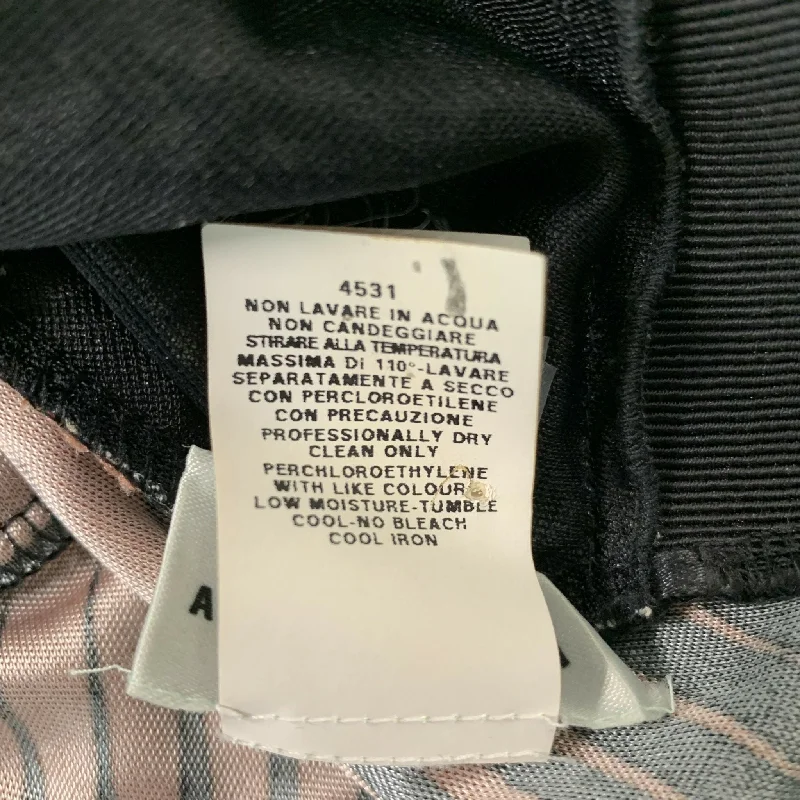 4531
NON LAVARE IN ACQUA
NON CANDEGGIARE
STIRARE ALLA TEMPERATURA
MASSIMA DI 110°-LAVARE
SEPARATAMENTE A SECCO
CON PERCLOROETILENE
CON PRECAUZIONE
PROFESSIONALLY DRY
CLEAN ONLY
PERCHLOROETHYLENE
WITH LIKE COLOUR
LOW MOISTURE-TUMBLE
COOL-NO BLEACH
COOL IRON
A